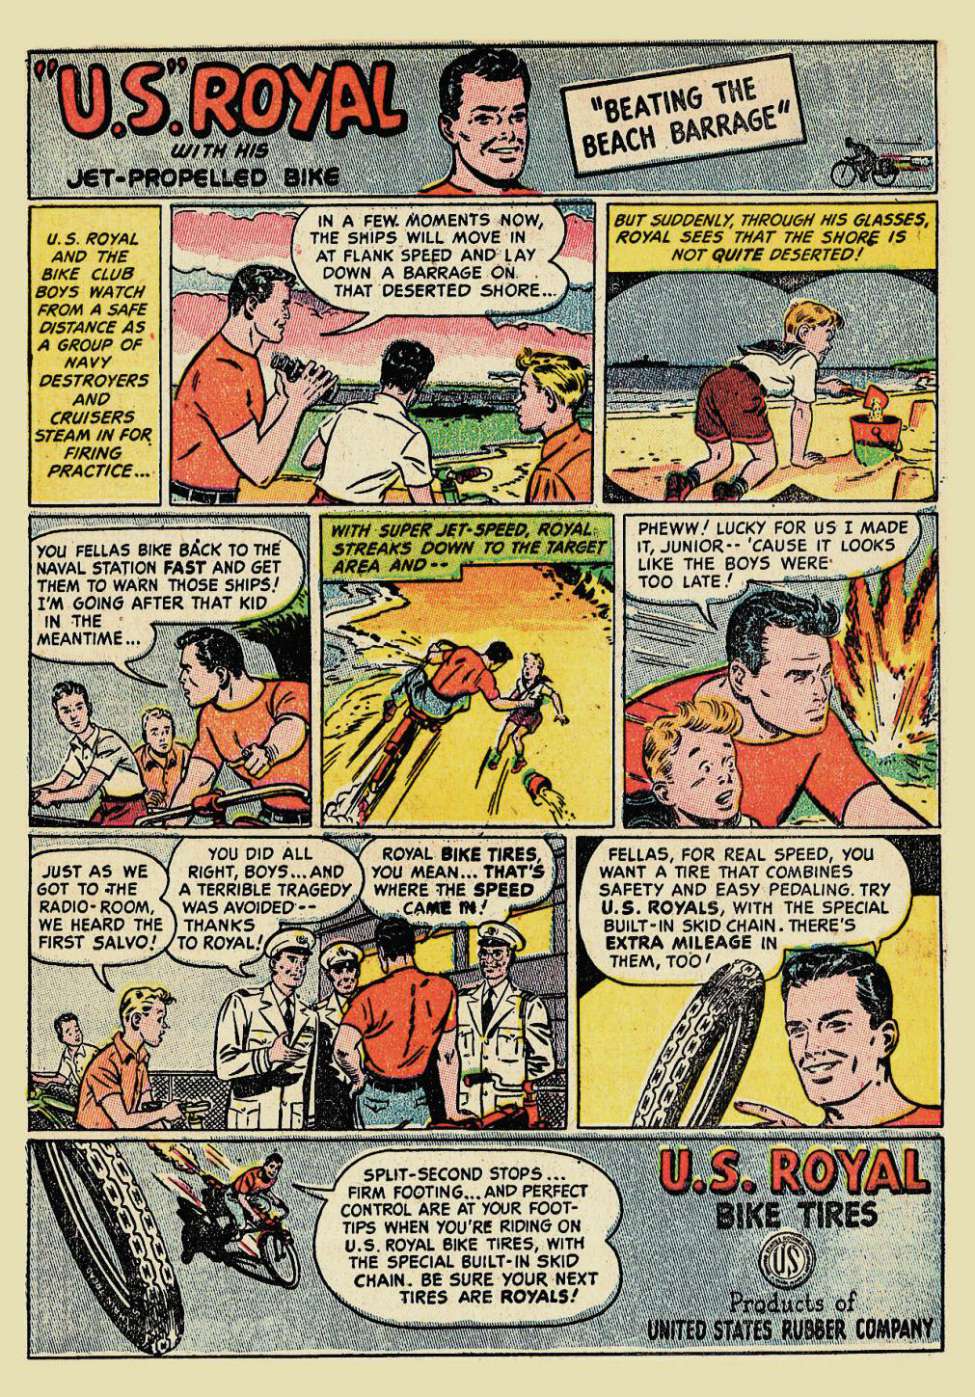 "U.S." ROYAL
WITH HIS
JET-PROPELLED BIKE
"BEATING THE
BEACH BARRAGE"
U.S. ROYAL
AND THE
BIKE CLUB
BOYS WATCH
FROM A SAFE
DISTANCE AS
A GROUP OF
NAVY
DESTROYERS
AND
CRUISERS
STEAM IN FOR
FIRING
PRACTICE...
IN A FEW MOMENTS NOW,
THE SHIPS WILL MOVE IN
AT FLANK SPEED AND LAY
DOWN A BARRAGE ON
THAT DESERTED SHORE...
BUT SUDDENLY, THROUGH HIS GLASSES,
ROYAL SEES THAT THE SHORE IS
NOT QUITE DESERTED!
YOU FELLAS BIKE BACK TO THE
NAVAL STATION FAST AND GET
THEM TO WARN THOSE SHIPS!
I'M GOING AFTER THAT KID
IN THE
MEANTIME...
WITH SUPER JET-SPEED, ROYAL
STREAKS DOWN TO THE TARGET
AREA AND--
PHEWW! LUCKY FOR US I MADE
IT, JUNIOR-- 'CAUSE IT LOOKS
LIKE THE BOYS WERE
TOO LATE!
JUST AS WE
GOT TO THE
RADIO-ROOM,
WE HEARD THE
FIRST SALVO!
YOU DID ALL
RIGHT, BOYS...AND
A TERRIBLE TRAGEDY
WAS AVOIDED--
THANKS
TO ROYAL!
ROYAL BIKE TIRES,
YOU MEAN... THAT'S
WHERE THE SPEED
CAME IN!
FELLAS, FOR REAL SPEED, YOU
WANT A TIRE THAT COMBINES
SAFETY AND EASY PEDALING. TRY
U.S. ROYALS, WITH THE SPECIAL
BUILT-IN SKID CHAIN. THERE'S
EXTRA MILEAGE IN
THEM, TOO!
SPLIT-SECOND STOPS...
FIRM FOOTING... AND PERFECT
CONTROL ARE AT YOUR FOOT-
TIPS WHEN YOU'RE RIDING ON
U.S. ROYAL BIKE TIRES, WITH
THE SPECIAL BUILT-IN SKID
CHAIN. BE SURE YOUR NEXT
TIRES ARE ROYALS!
U.S. ROYAL
BIKE TIRES
US
Products of
UNITED STATES RUBBER COMPANY